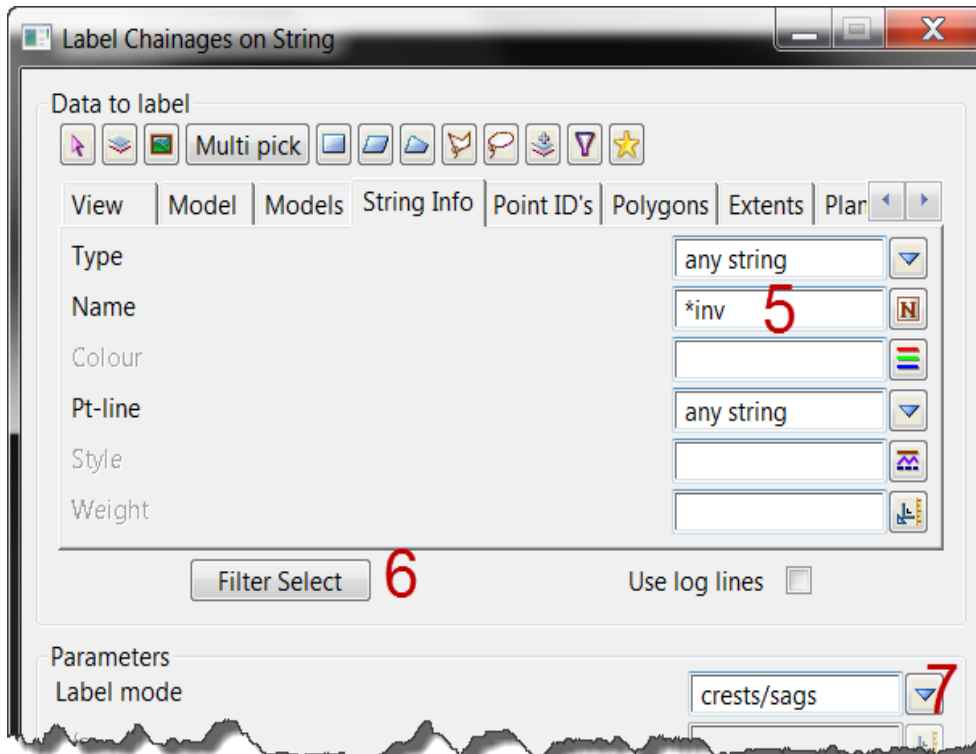 Label Chainages on String
Data to label
Multi pick
View Model Models String Info Point ID's Polygons Extents Plan
Type any string
Name *inv 5 N
Colour
Pt-line any string
Style
Weight
Filter Select 6 Use log lines
Parameters
Label mode crests/sags 7